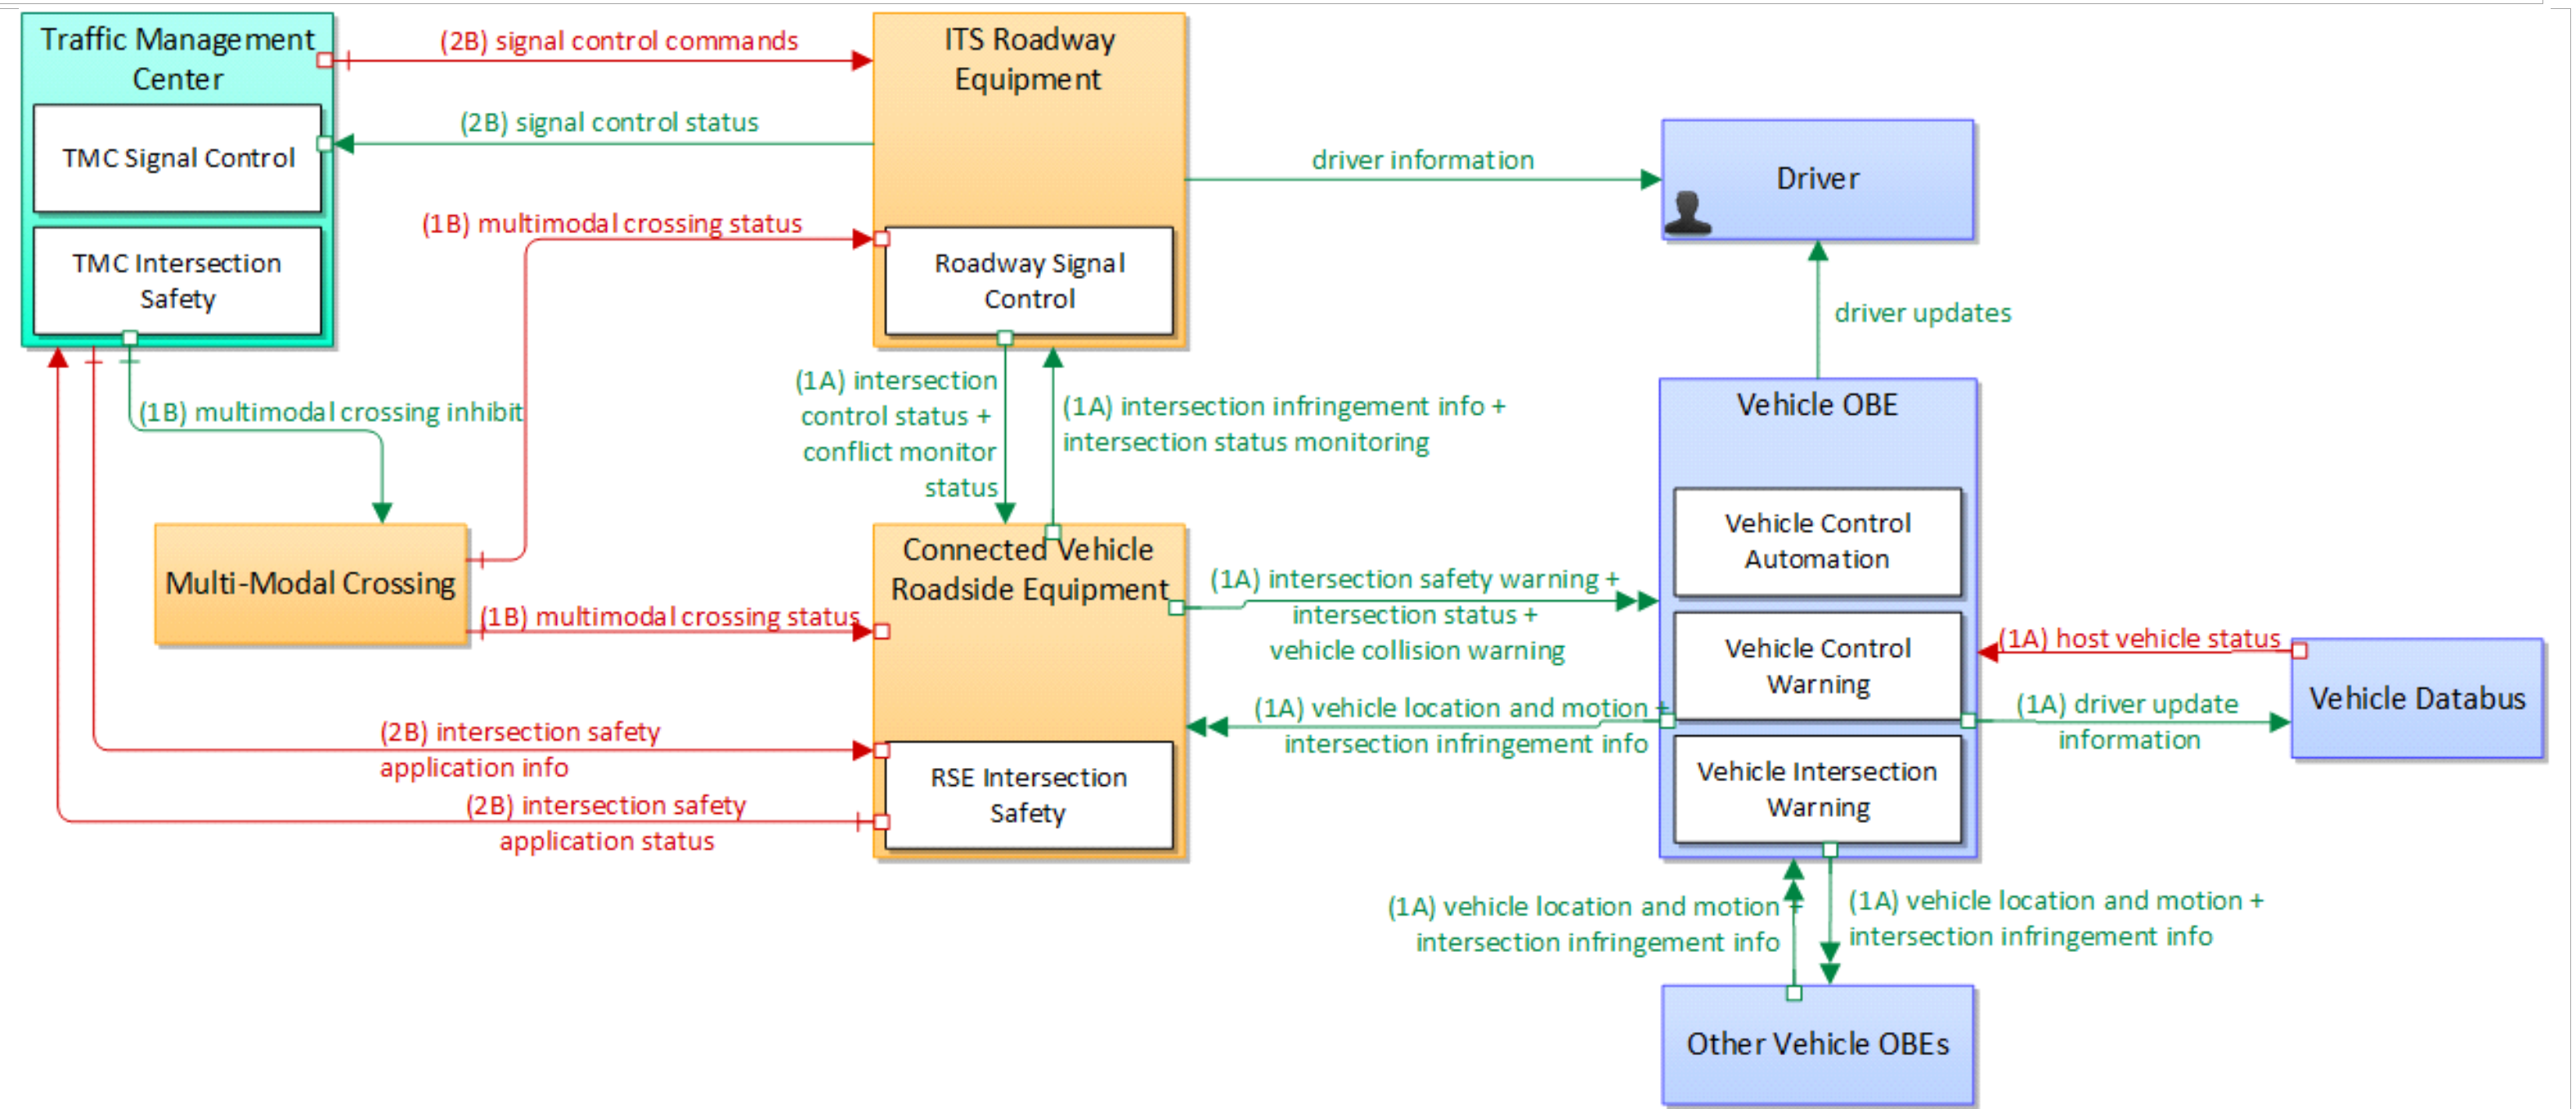 Traffic Management
Center
TMC Signal Control
TMC Intersection
Safety
(2B) signal control commands
(2B) signal control status
(1B) multimodal crossing status
ITS Roadway
Equipment
Roadway Signal
Control
driver information
Driver
driver updates
(1B) multimodal crossing inhibit
(1A) intersection
control status +
conflict monitor
status
(1A) intersection infringement info +
intersection status monitoring
Vehicle OBE
Vehicle Control
Automation
Vehicle Control
Warning
Vehicle Intersection
Warning
Multi-Modal Crossing
(1B) multimodal crossing status
Connected Vehicle
Roadside Equipment
RSE Intersection
Safety
(1A) intersection safety warning +
intersection status +
vehicle collision warning
(1A) vehicle location and motion +
intersection infringement info
(1A) host vehicle status
(1A) driver update
information
Vehicle Databus
(2B) intersection safety
application info
(2B) intersection safety
application status
(1A) vehicle location and motion +
intersection infringement info
(1A) vehicle location and motion +
intersection infringement info
Other Vehicle OBEs